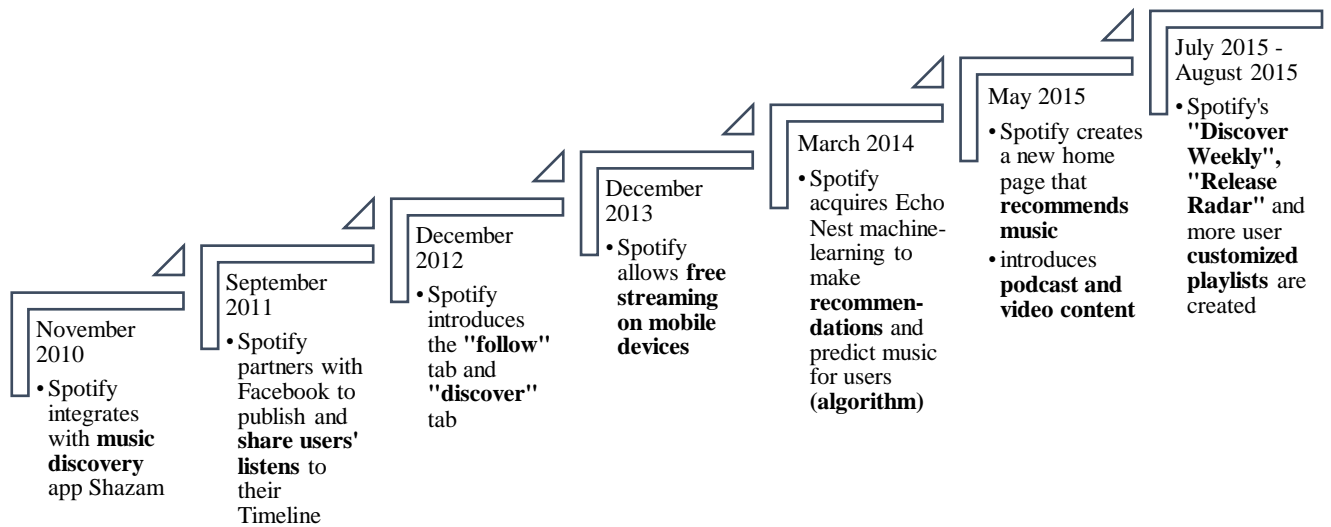 November
2010
• Spotify
integrates
with music
discovery
app Shazam
September
2011
• Spotify
partners with
Facebook to
publish and
share users'
listens to
their
Timeline
December
2012
• Spotify
introduces
the "follow"
tab and
"discover"
tab
December
2013
• Spotify
allows free
streaming
on mobile
devices
March 2014
• Spotify
acquires Echo
Nest machine-
learning to
make
recommen-
dations and
predict music
for users
(algorithm)
May 2015
• Spotify creates
a new home
page that
recommends
music
• introduces
podcast and
video content
July 2015 -
August 2015
• Spotify's
"Discover
Weekly",
"Release
Radar" and
more user
customized
playlists are
created